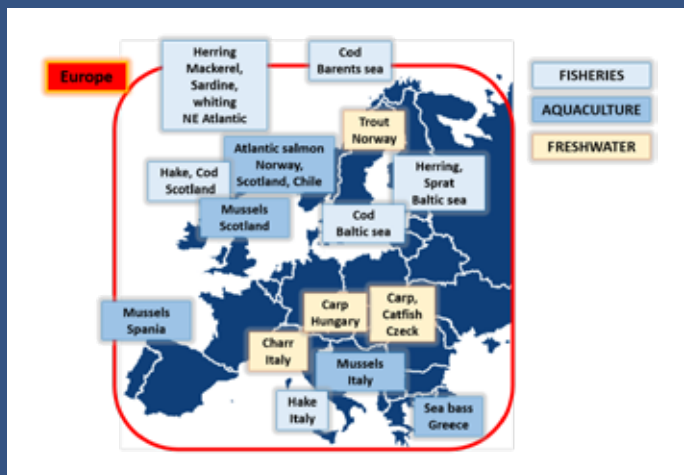 Europe
Herring
Mackerel,
Sardine,
whiting
NE Atlantic
Cod
Barents sea
FISHERIES
AQUACULTURE
FRESHWATER
Trout
Norway
Atlantic salmon
Norway,
Scotland, Chile
Hake, Cod
Scotland
Herring,
Sprat
Baltic sea
Mussels
Scotland
Cod
Baltic sea
Mussels
Spania
Carp
Hungary
Carp,
Catfish
Czeck
Charr
Italy
Mussels
Italy
Hake
Italy
Sea bass
Greece